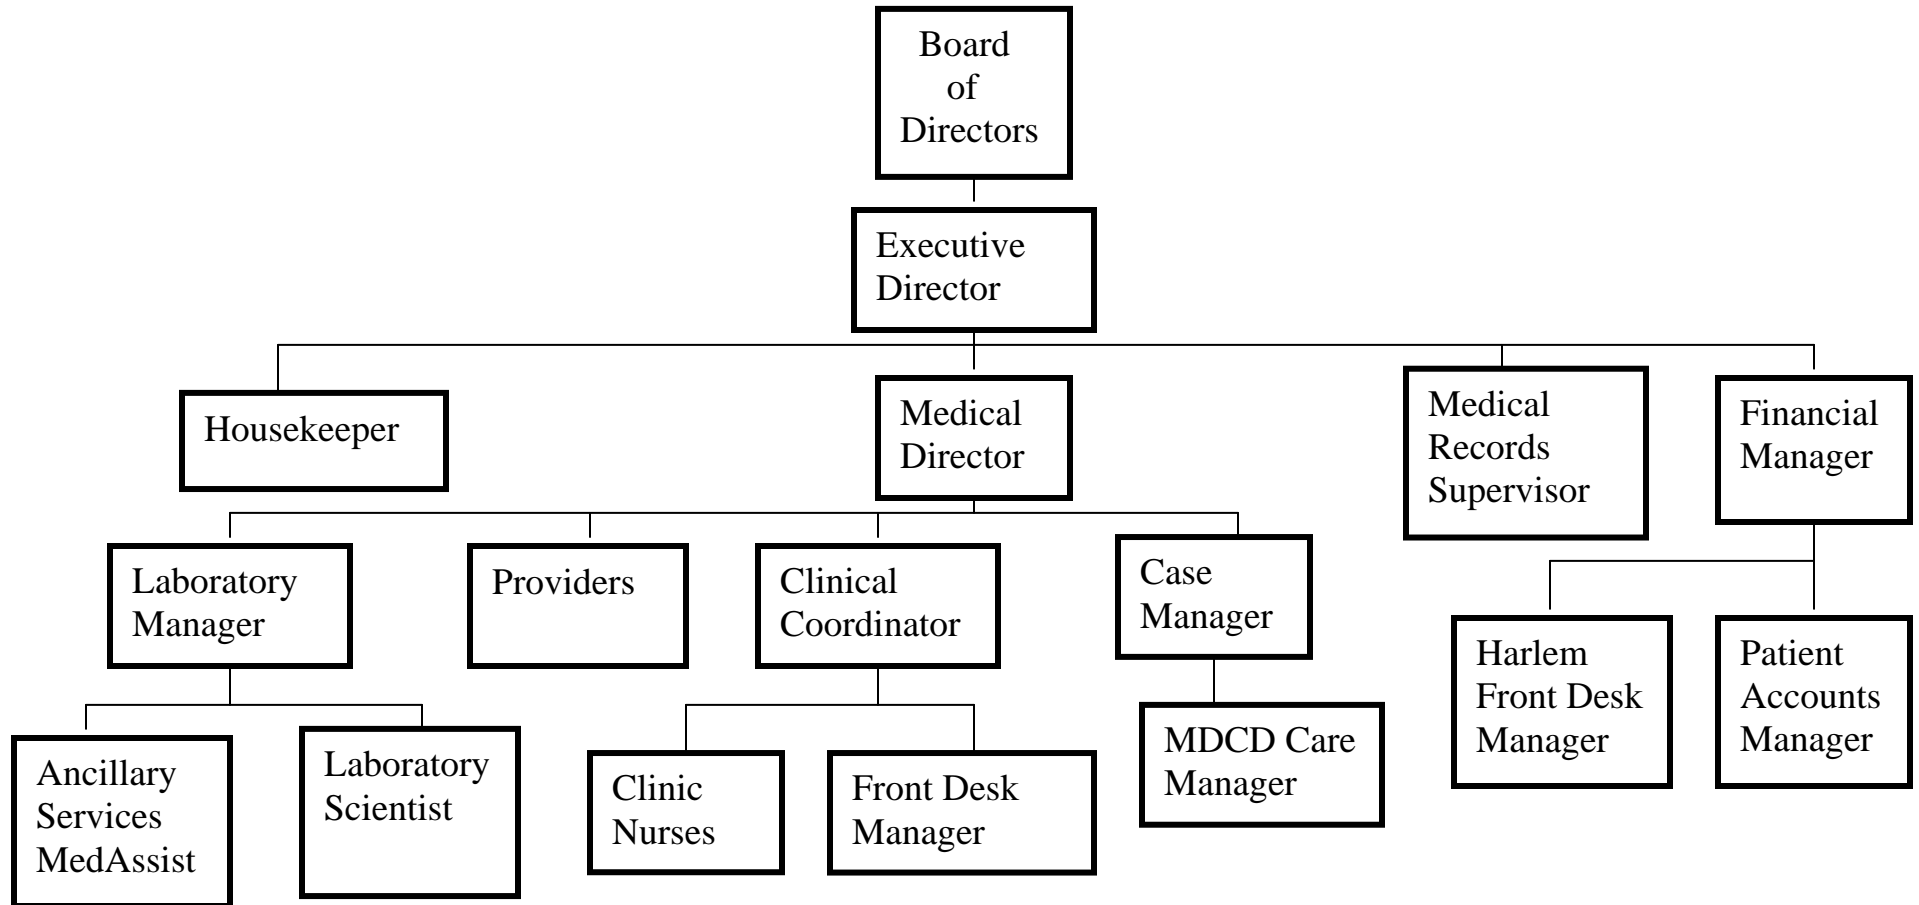 Board
of
Directors
Executive
Director
Housekeeper
Medical
Director
Medical
Records
Supervisor
Financial
Manager
Laboratory
Manager
Providers
Clinical
Coordinator
Case
Manager
Harlem
Front Desk
Manager
Patient
Accounts
Manager
Ancillary
Services
MedAssist
Laboratory
Scientist
Clinic
Nurses
Front Desk
Manager
MDCD Care
Manager